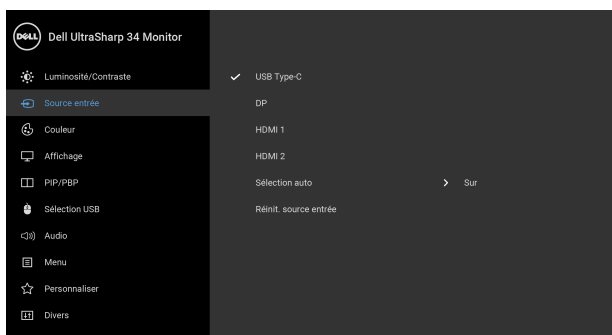 DELL Dell UltraSharp 34 Monitor
Luminosité/Contraste
USB Type-C
Source entrée
DP
Couleur
HDMI 1
Affichage
HDMI 2
PIP/PBP
Sélection auto
Sur
Sélection USB
Réinit. source entrée
Audio
Menu
Personnaliser
Divers